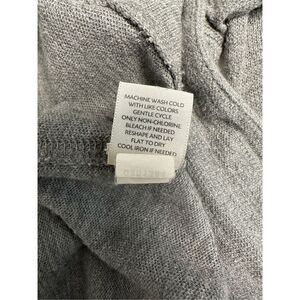 MACHINE WASH COLD
WITH LIKE COLORS
GENTLE CYCLE
ONLY NON-CHLORINE
BLEACH IF NEEDED
RESHAPE AND LAY
FLAT TO DRY
COOL IRON IF NEEDED